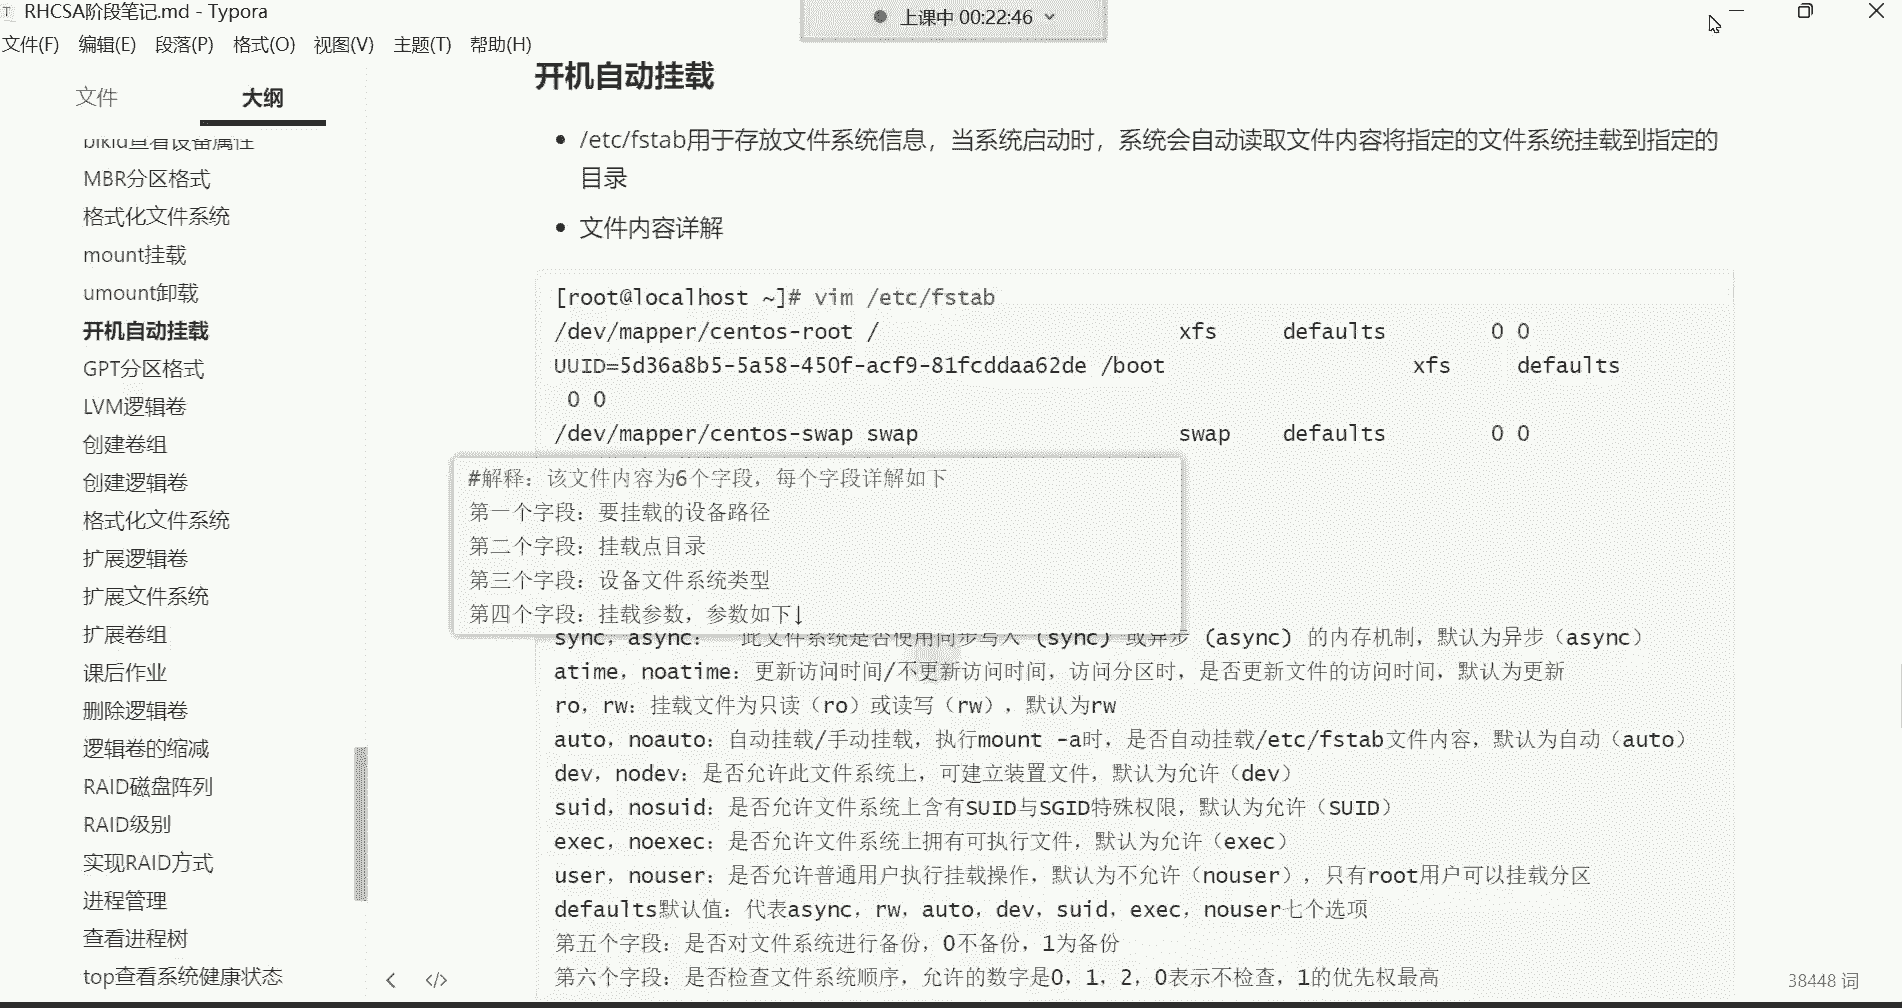 RHCSA阶段笔记.md - Typora
上课中 00:22:46
文件(F) 编辑(E) 段落(P) 格式(O) 视图(V) 主题(T) 帮助(H)
文件 大纲
blkid查看设备属性
MBR分区格式
格式化文件系统
mount挂载
umount卸载
开机自动挂载
GPT分区格式
LVM逻辑卷
创建卷组
创建逻辑卷
格式化文件系统
扩展逻辑卷
扩展文件系统
扩展卷组
课后作业
删除逻辑卷
逻辑卷的缩减
RAID磁盘阵列
RAID级别
实现RAID方式
进程管理
查看进程树
top查看系统健康状态
开机自动挂载
/etc/fstab用于存放文件系统信息，当系统启动时，系统会自动读取文件内容将指定的文件系统挂载到指定的
目录
文件内容详解
[root@localhost ~]# vim /etc/fstab
/dev/mapper/centos-root / xfs defaults 0 0
UUID=5d36a8b5-5a58-450f-acf9-81fcddaa62de /boot xfs defaults
0 0
/dev/mapper/centos-swap swap swap defaults 0 0
#解释：该文件内容为6个字段，每个字段详解如下
第一个字段：要挂载的设备路径
第二个字段：挂载点目录
第三个字段：设备文件系统类型
第四个字段：挂载参数，参数如下↓
sync，async： 此文件系统是否使用同步写入（sync）或异步（async）的内存机制，默认为异步（async）
atime，noatime：更新访问时间/不更新访问时间，访问分区时，是否更新文件的访问时间，默认为更新
ro，rw：挂载文件为只读（ro）或读写（rw），默认为rw
auto，noauto：自动挂载/手动挂载，执行mount -a时，是否自动挂载/etc/fstab文件内容，默认为自动（auto）
dev，nodev：是否允许此文件系统上，可建立装置文件，默认为允许（dev）
suid，nosuid：是否允许文件系统上含有SUID与SGID特殊权限，默认为允许（SUID）
exec，noexec：是否允许文件系统上拥有可执行文件，默认为允许（exec）
user，nouser：是否允许普通用户执行挂载操作，默认为不允许（nouser），只有root用户可以挂载分区
defaults默认值：代表async，rw，auto，dev，suid，exec，nouser七个选项
第五个字段：是否对文件系统进行备份，0不备份，1为备份
第六个字段：是否检查文件系统顺序，允许的数字是0，1，2，0表示不检查，1的优先权最高
38448 词